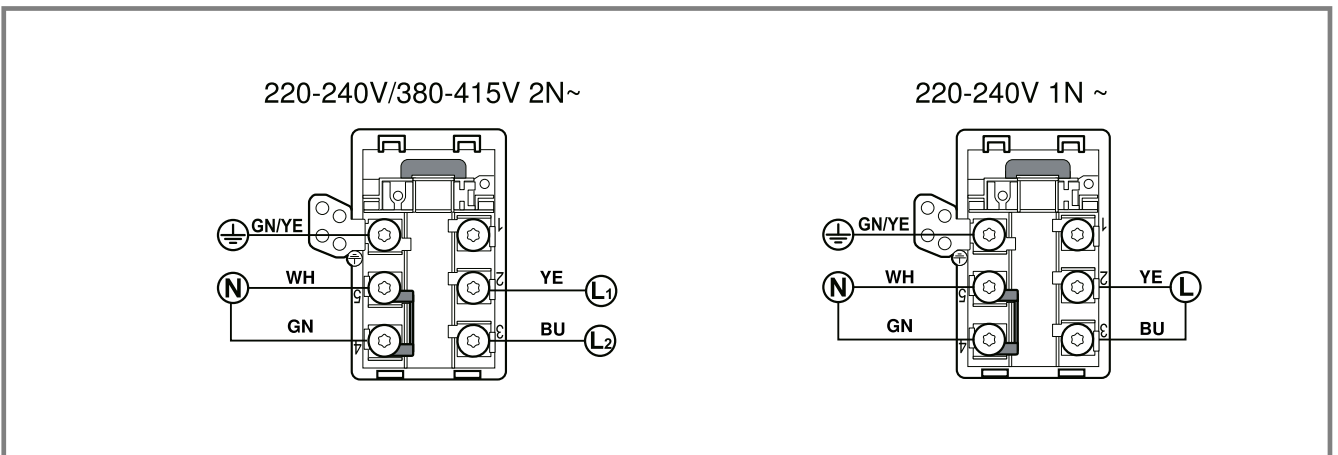 220-240V/380-415V 2N~
GN/YE
1
N
WH
5
2
YE
L1
GN
4
3
BU
L2
220-240V 1N ~
GN/YE
1
N
WH
5
2
YE
L
GN
4
3
BU